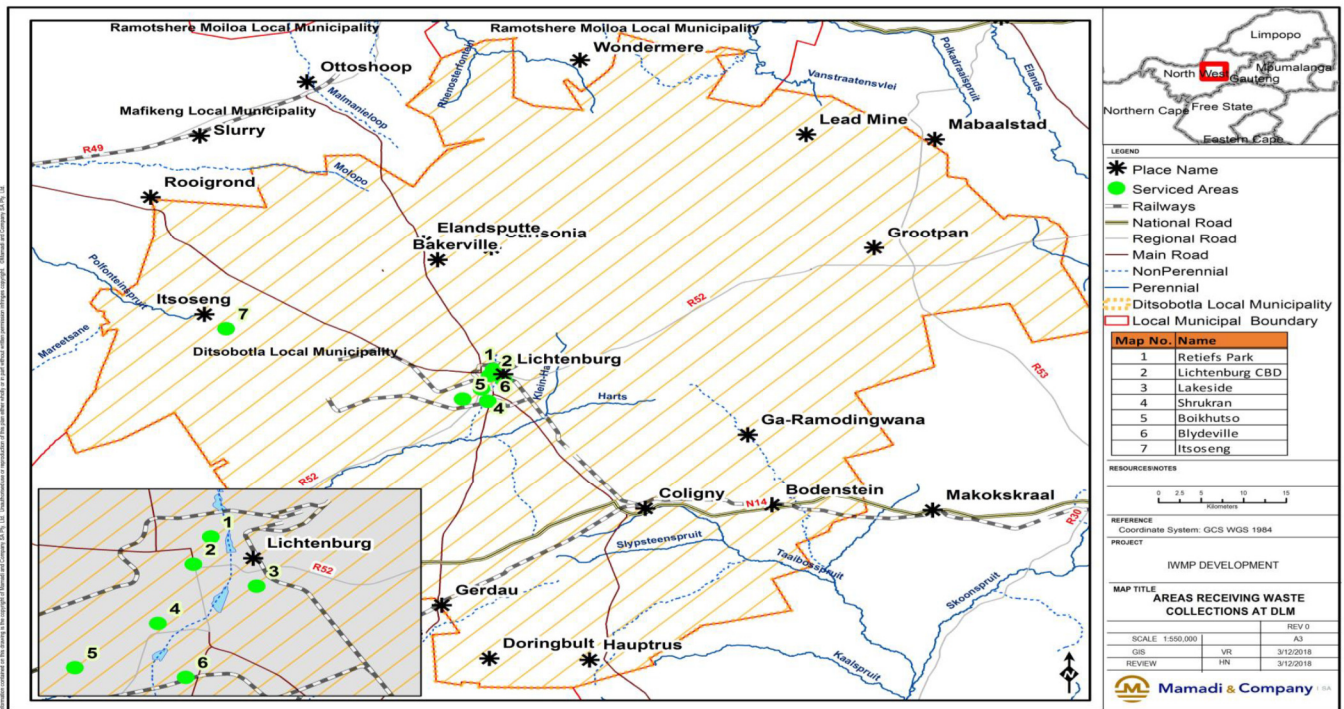 Ramotshere Moiloa Local Municipality
Ramotshere Moiloa Local Municipality
Wondermere
Ottoshoop
Rhenosterfontein
Vanstraatensvlei
Polkadraaispruit
Elands
Malmanieloop
Mafikeng Local Municipality
Slurry
Lead Mine
Mabaalstad
R49
Molopo
Rooigrond
Elandsputte
Bakerville
Grootpan
Polfonteinspruit
Itsoseng
7
R52
Mareetsane
Ditsobotla Local Municipality
1
2
Lichtenburg
5
6
4
Klein-Ha
Harts
R53
Ga-Ramodingwana
R52
Coligny
N14
Bodenstein
Makokskraal
R30
Slypsteenspruit
Taaibosspruit
Skoonspruit
Gerdau
Doringbult
Hauptrus
Kaalspruit
N
1
2
Lichtenburg
R52
3
4
5
6
Limpopo
North West
Mpumalanga
Gauteng
Northern Cape
Free State
Eastern Cape
LEGEND
Place Name
Serviced Areas
Railways
National Road
Regional Road
Main Road
NonPerennial
Perennial
Ditsobotla Local Municipality
Local Municipal Boundary
Map No. Name
1 Retiefs Park
2 Lichtenburg CBD
3 Lakeside
4 Shrukran
5 Boikhutso
6 Blydeville
7 Itsoseng
RESOURCES\NOTES
0 2.5 5 10 15
Kilometers
REFERENCE
Coordinate System: GCS WGS 1984
PROJECT
IWMP DEVELOPMENT
MAP TITLE
AREAS RECEIVING WASTE
COLLECTIONS AT DLM
REV 0
SCALE 1:550,000 A3
GIS VR 3/12/2018
REVIEW HN 3/12/2018
Mamadi & Company